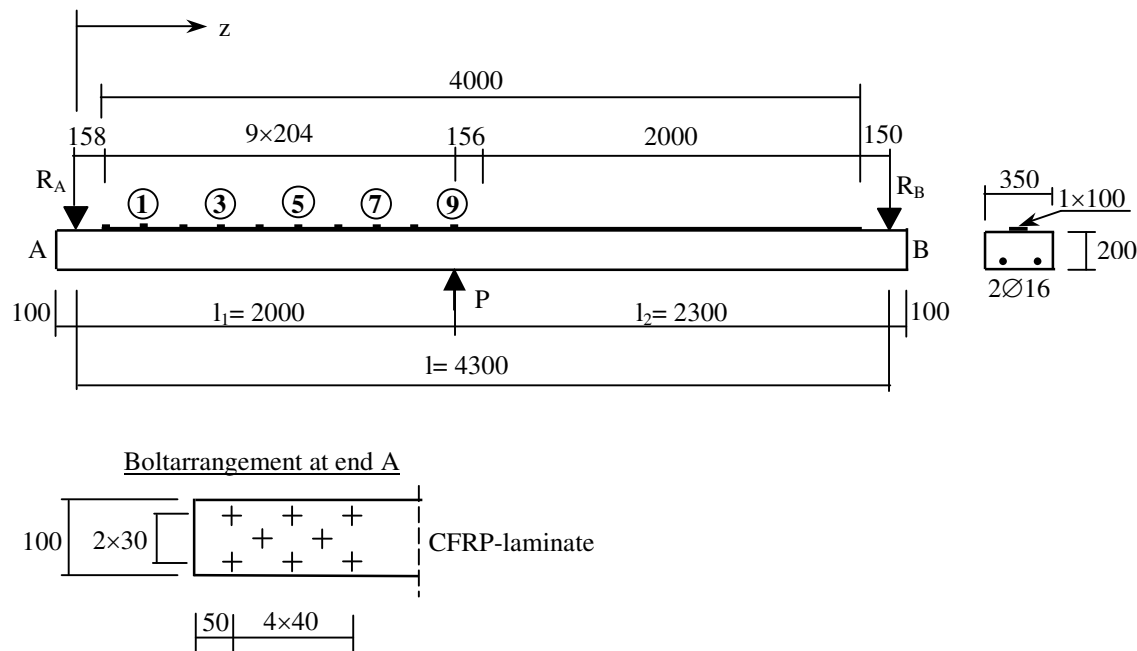 z
4000
158 9×204 156 2000 150
R_A R_B 350 1×100
1 3 5 7 9
A B 200
2∅16
P
100 l₁= 2000 l₂= 2300 100
l= 4300
Boltarrangement at end A
100 2×30 CFRP-laminate
50 4×40